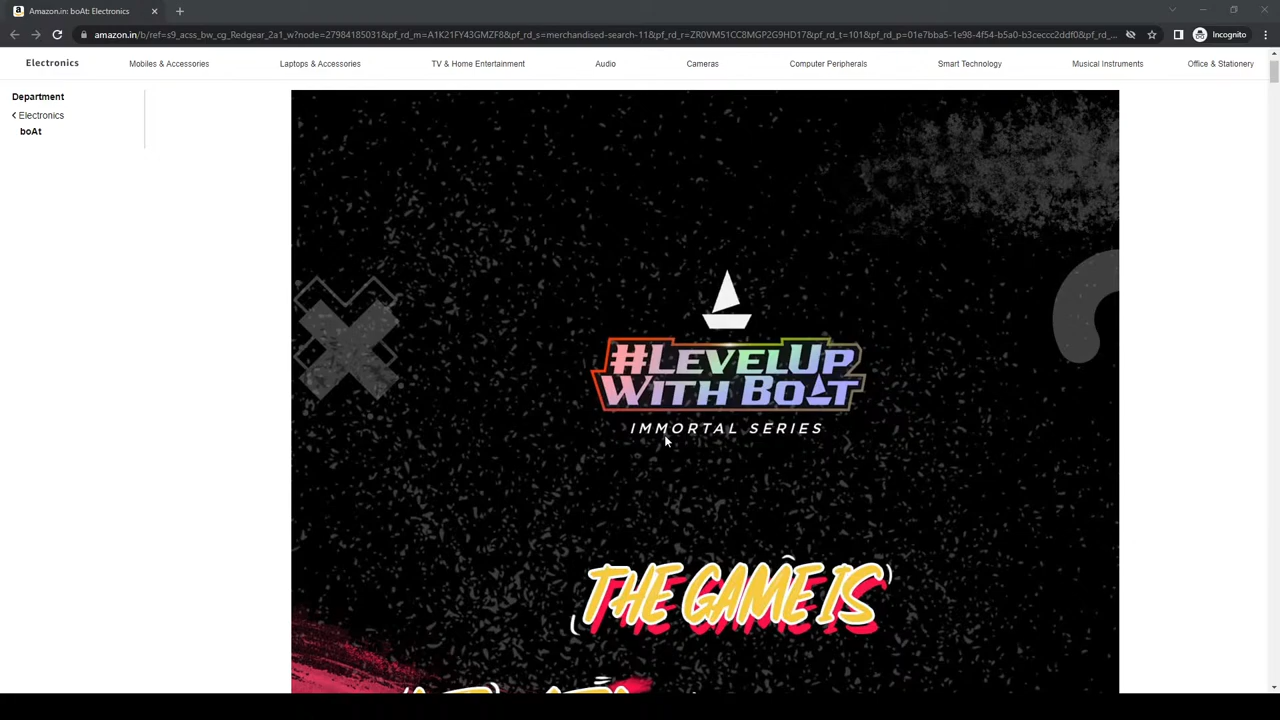 Amazon.in: boAt: Electronics
amazon.in/b/ref=s9_acss_bw_cg_Redgear_2a1_w?node=27984185031&pf_rd_m=A1K21FY43GMZF8&pf_rd_s=merchandised-search-11&pf_rd_r=ZR0VM51CC8MGP2G9HD17&pf_rd_t=101&pf_rd_p=01e7bba5-1e98-4f54-b5a0-b3ceccc2ddf0&pf_rd_...
Incognito
Electronics Mobiles & Accessories Laptops & Accessories TV & Home Entertainment Audio Cameras Computer Peripherals Smart Technology Musical Instruments Office & Stationery
Department
Electronics
boAt
#LEVELUP
WITH BOAT
IMMORTAL SERIES
THE GAME IS